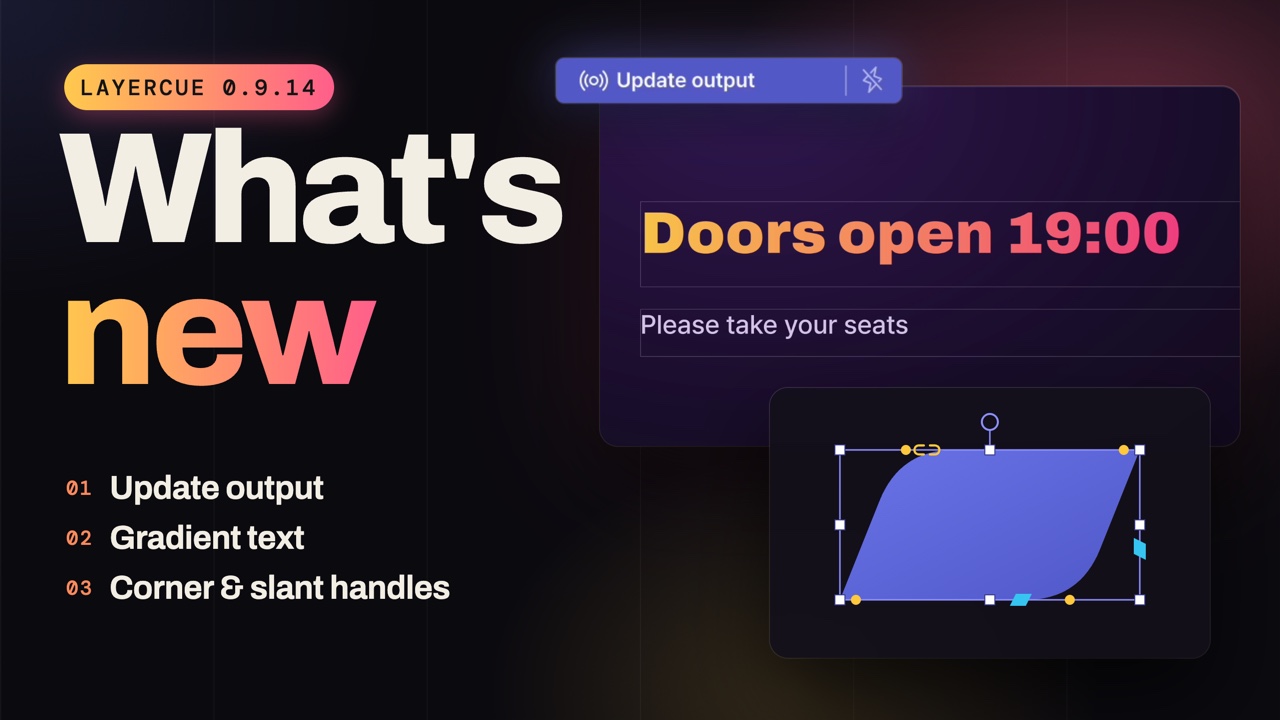 LAYERCUE 0.9.14
What's
new
01 Update output
02 Gradient text
03 Corner & slant handles
Update output
Doors open 19:00
Please take your seats